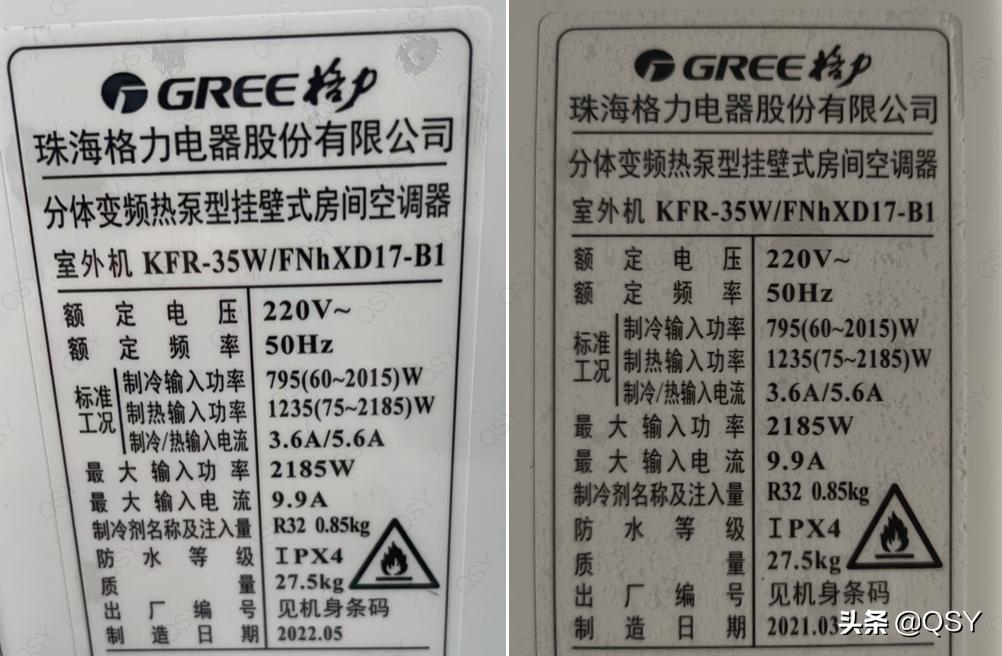 GREE格力
珠海格力电器股份有限公司
分体变频热泵型挂壁式房间空调器
室外机 KFR-35W/FNhXD17-B1
额定电压 220V~
额定频率 50Hz
标准工况
制冷输入功率 795(60~2015)W
制热输入功率 1235(75~2185)W
制冷/热输入电流 3.6A/5.6A
最大输入功率 2185W
最大输入电流 9.9A
制冷剂名称及注入量 R32 0.85kg
防水等级 IPX4
质量 27.5kg
出厂编号 见机身条码
制造日期 2022.05
GREE格力
珠海格力电器股份有限公司
分体变频热泵型挂壁式房间空调器
室外机 KFR-35W/FNhXD17-B1
额定电压 220V~
额定频率 50Hz
标准工况
制冷输入功率 795(60~2015)W
制热输入功率 1235(75~2185)W
制冷/热输入电流 3.6A/5.6A
最大输入功率 2185W
最大输入电流 9.9A
制冷剂名称及注入量 R32 0.85kg
防水等级 IPX4
质量 27.5kg
出厂编号 见机身条码
制造日期 2021.03
头条 @QSY
QSY